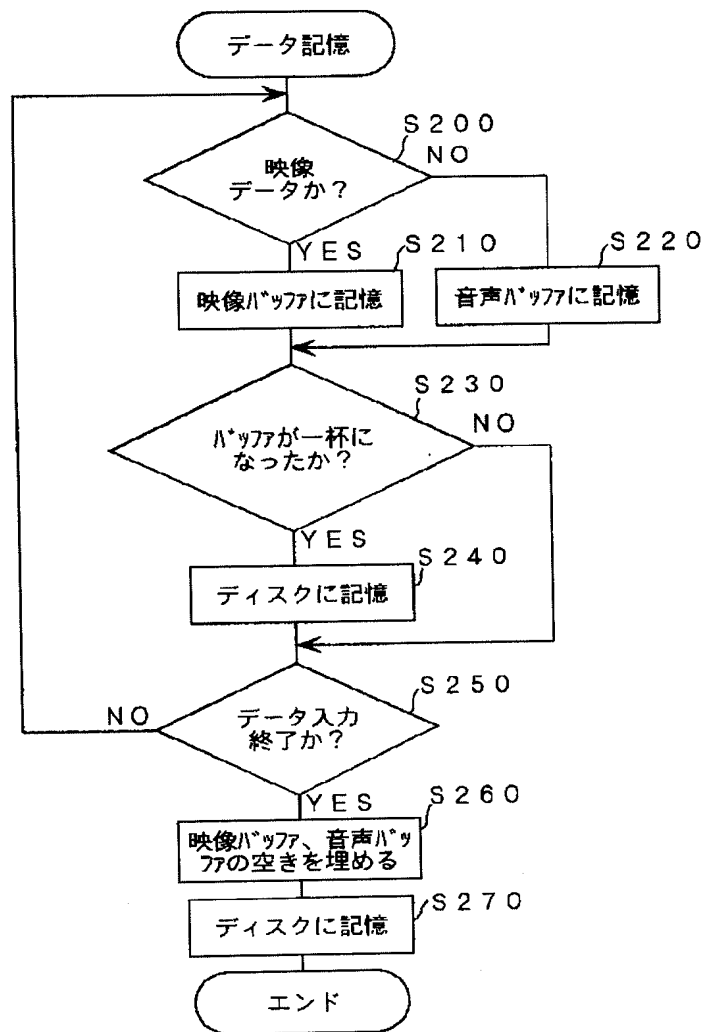 データ記憶
S200
映像
データか？
NO
YES
S210
S220
映像ﾊﾞｯﾌｧに記憶
音声ﾊﾞｯﾌｧに記憶
S230
ﾊﾞｯﾌｧが一杯に
なったか？
NO
YES
S240
ディスクに記憶
S250
NO
データ入力
終了か？
YES
S260
映像ﾊﾞｯﾌｧ、音声ﾊﾞｯ
ﾌｧの空きを埋める
S270
ディスクに記憶
エンド